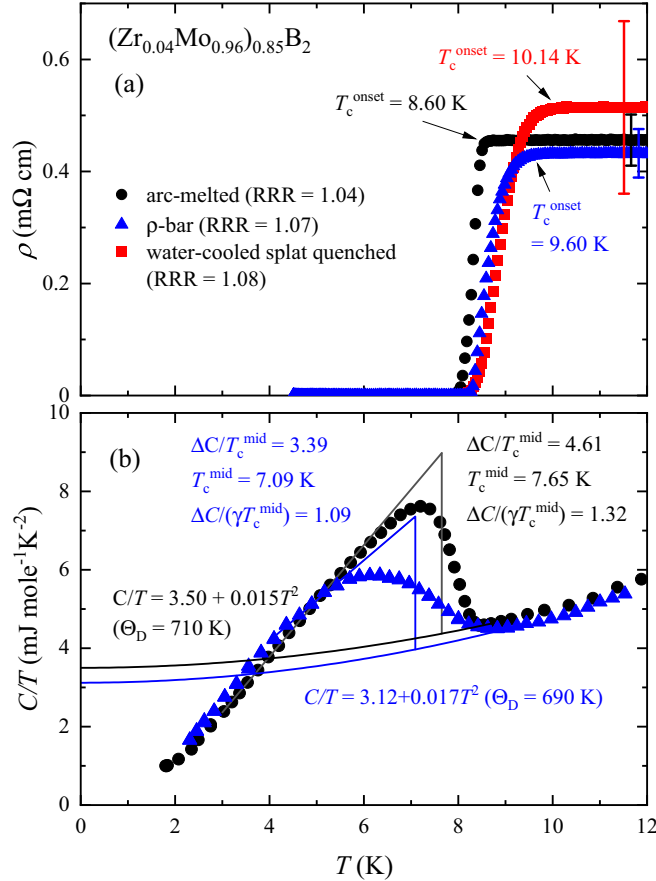 (Zr0.04Mo0.96)0.85B2
(a)
Tc^onset = 10.14 K
Tc^onset = 8.60 K
Tc^onset
= 9.60 K
arc-melted (RRR = 1.04)
ρ-bar (RRR = 1.07)
water-cooled splat quenched
(RRR = 1.08)
ρ (mΩ cm)
0.6
0.4
0.2
0
(b)
ΔC/Tc^mid = 3.39
Tc^mid = 7.09 K
ΔC/(γTc^mid) = 1.09
ΔC/Tc^mid = 4.61
Tc^mid = 7.65 K
ΔC/(γTc^mid) = 1.32
C/T = 3.50 + 0.015T²
(ΘD = 710 K)
C/T = 3.12+0.017T² (ΘD = 690 K)
C/T (mJ mole⁻¹K⁻²)
10
8
6
4
2
0
0 2 4 6 8 10 12
T (K)